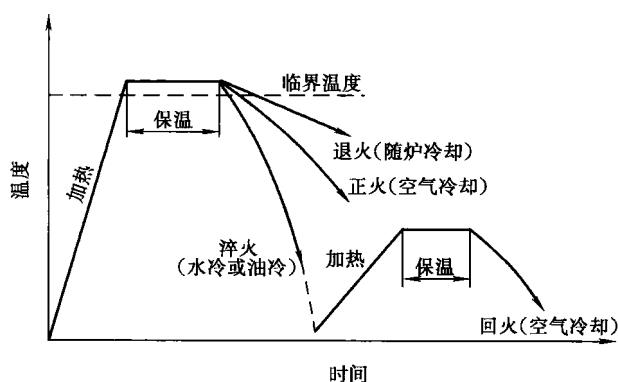 临界温度
保温
退火(随炉冷却)
加热
正火(空气冷却)
温度
淬火
(水冷或油冷)
加热
保温
回火(空气冷却)
时间